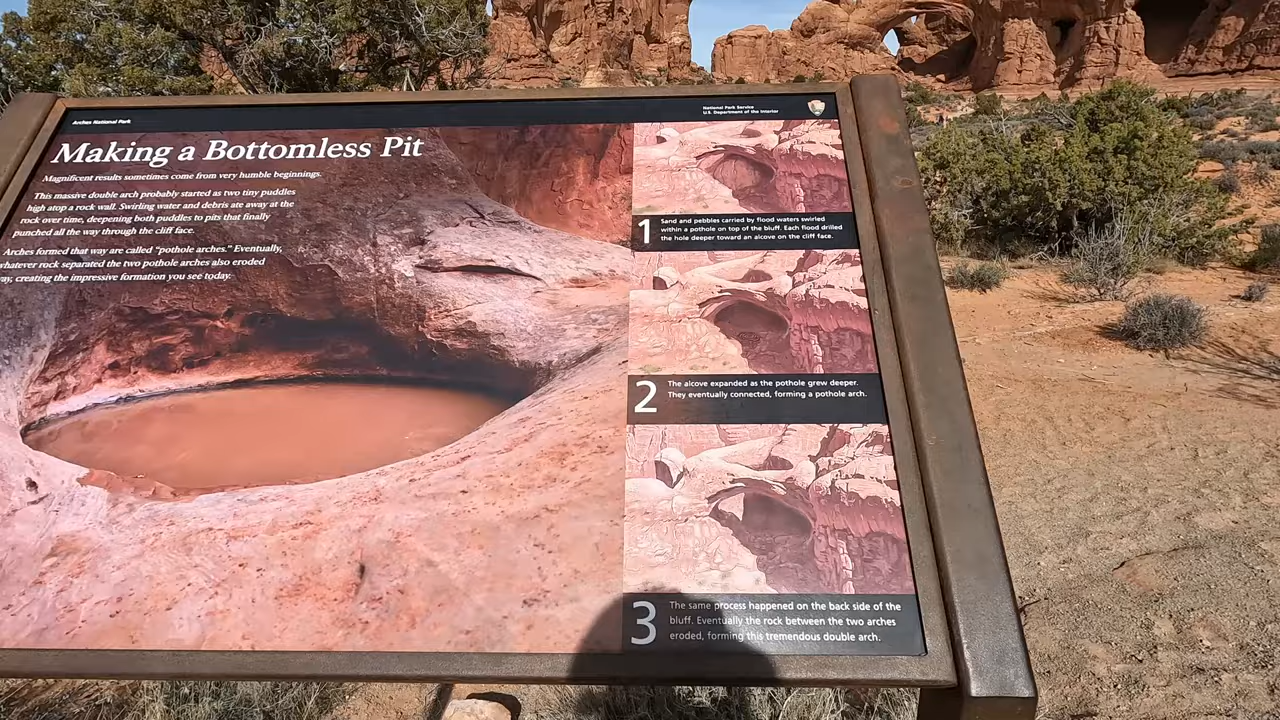 Arches National Park
National Park Service
U.S. Department of the Interior
Making a Bottomless Pit
Magnificent results sometimes come from very humble beginnings.
This massive double arch probably started as two tiny puddles
high atop a rock wall. Swirling water and debris ate away at the
rock over time, deepening both puddles to pits that finally
punched all the way through the cliff face.
Arches formed that way are called “pothole arches.” Eventually,
whatever rock separated the two pothole arches also eroded
ay, creating the impressive formation you see today.
1
Sand and pebbles carried by flood waters swirled
within a pothole on top of the bluff. Each flood drilled
the hole deeper toward an alcove on the cliff face.
2
The alcove expanded as the pothole grew deeper.
They eventually connected, forming a pothole arch.
3
The same process happened on the back side of the
bluff. Eventually the rock between the two arches
eroded, forming this tremendous double arch.